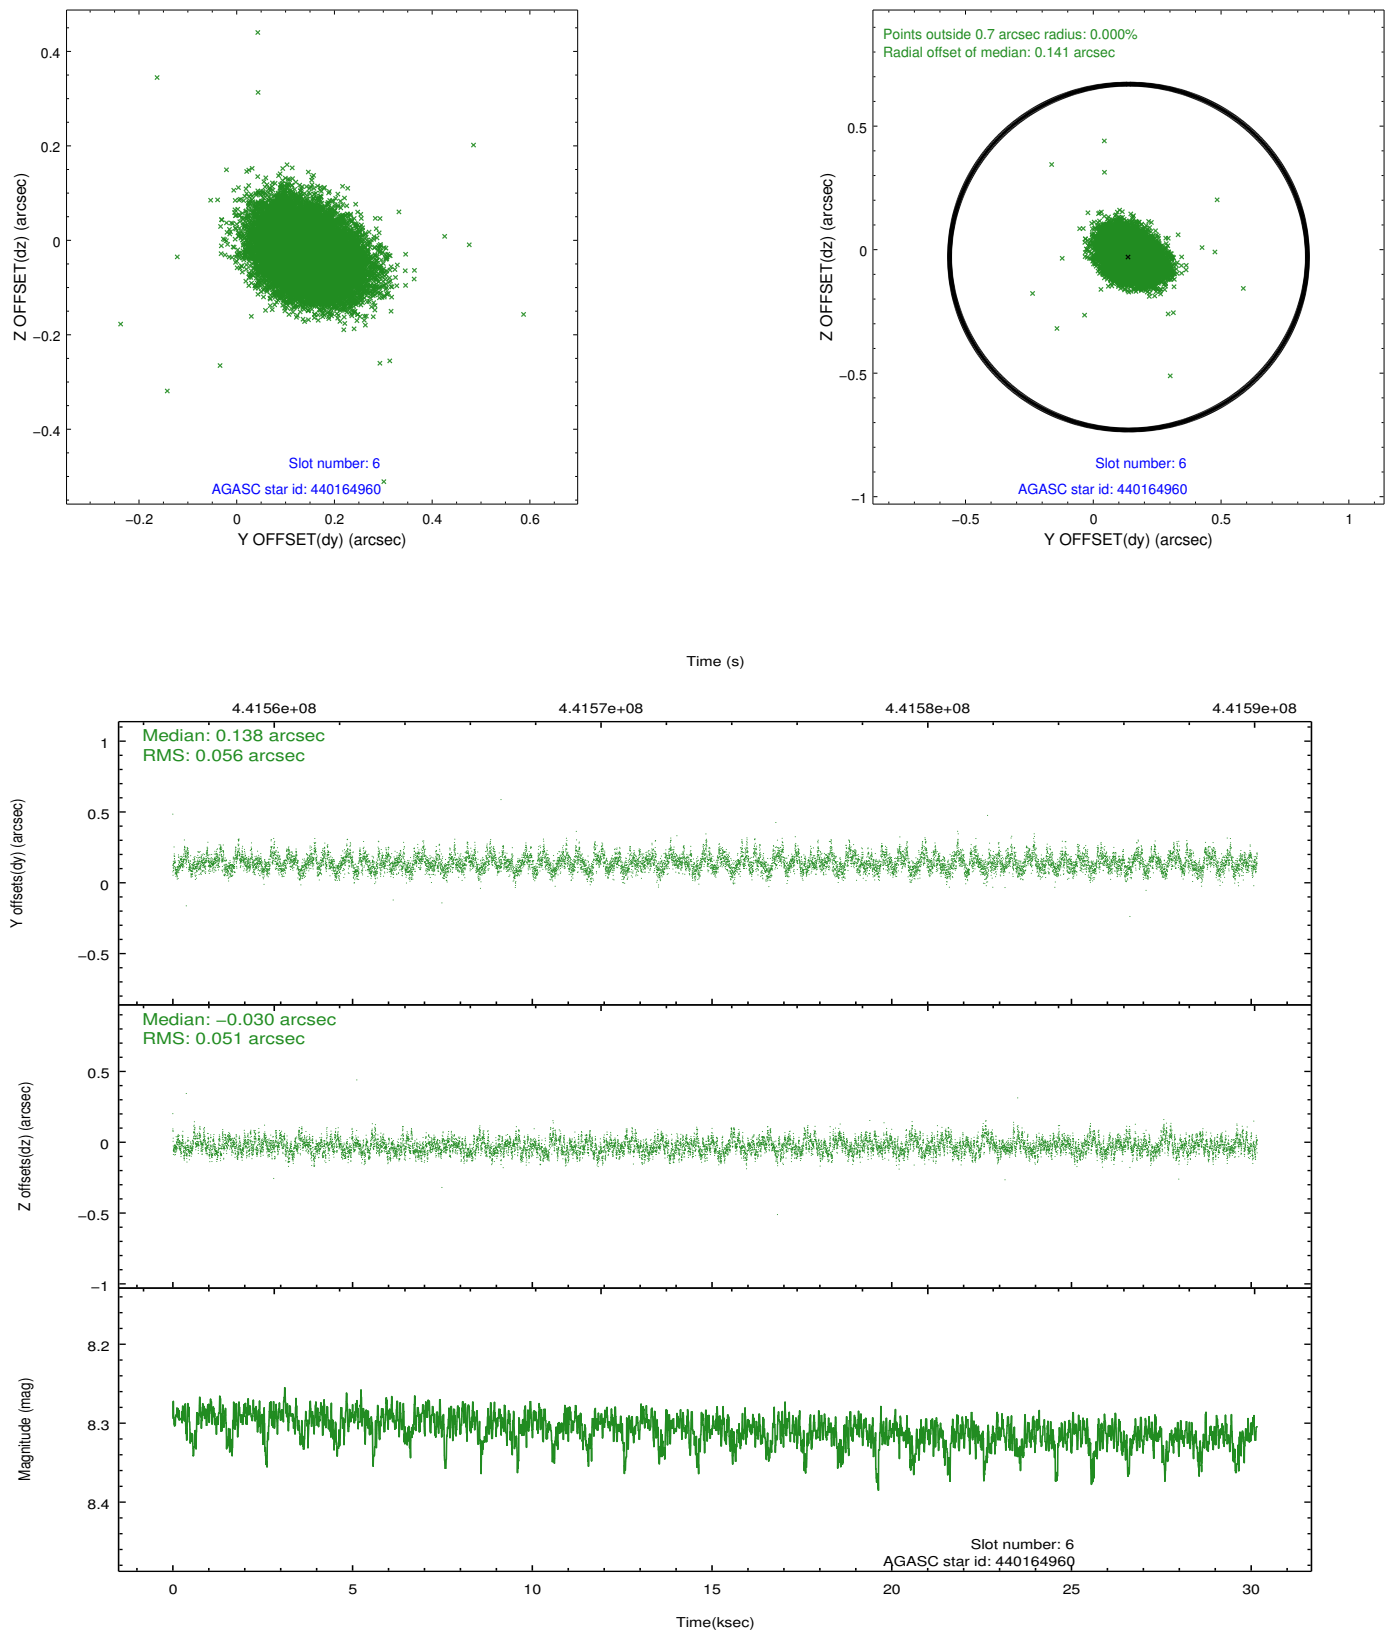 0.4
0.2
0
−0.2
−0.4
Z OFFSET(dz) (arcsec)
Slot number: 6
AGASC star id: 440164960
−0.2
0
0.2
0.4
0.6
Y OFFSET(dy) (arcsec)
Points outside 0.7 arcsec radius: 0.000%
Radial offset of median: 0.141 arcsec
0.5
0
−0.5
−1
Z OFFSET(dz) (arcsec)
Slot number: 6
AGASC star id: 440164960
−0.5
0
0.5
1
Y OFFSET(dy) (arcsec)
Time (s)
4.4156e+08
4.4157e+08
4.4158e+08
4.4159e+08
Median: 0.138 arcsec
RMS: 0.056 arcsec
1
0.5
0
−0.5
Y offsets(dy) (arcsec)
Median: −0.030 arcsec
RMS: 0.051 arcsec
0.5
0
−0.5
−1
Z offsets(dz) (arcsec)
8.2
8.3
8.4
Magnitude (mag)
Slot number: 6
AGASC star id: 440164960
0
5
10
15
20
25
30
Time(ksec)